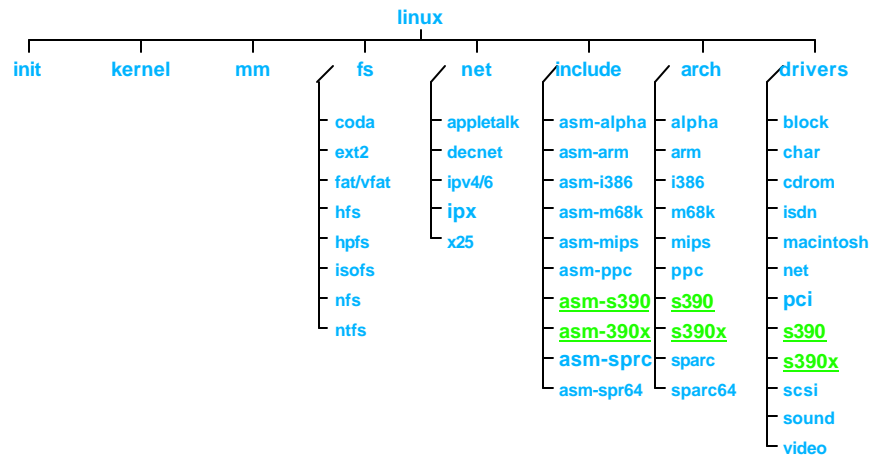 linux
init kernel mm fs net include arch drivers
coda
ext2
fat/vfat
hfs
hpfs
isofs
nfs
ntfs
appletalk
decnet
ipv4/6
ipx
x25
asm-alpha
asm-arm
asm-i386
asm-m68k
asm-mips
asm-ppc
asm-s390
asm-390x
asm-sprc
asm-spr64
alpha
arm
i386
m68k
mips
ppc
s390
s390x
sparc
sparc64
block
char
cdrom
isdn
macintosh
net
pci
s390
s390x
scsi
sound
video